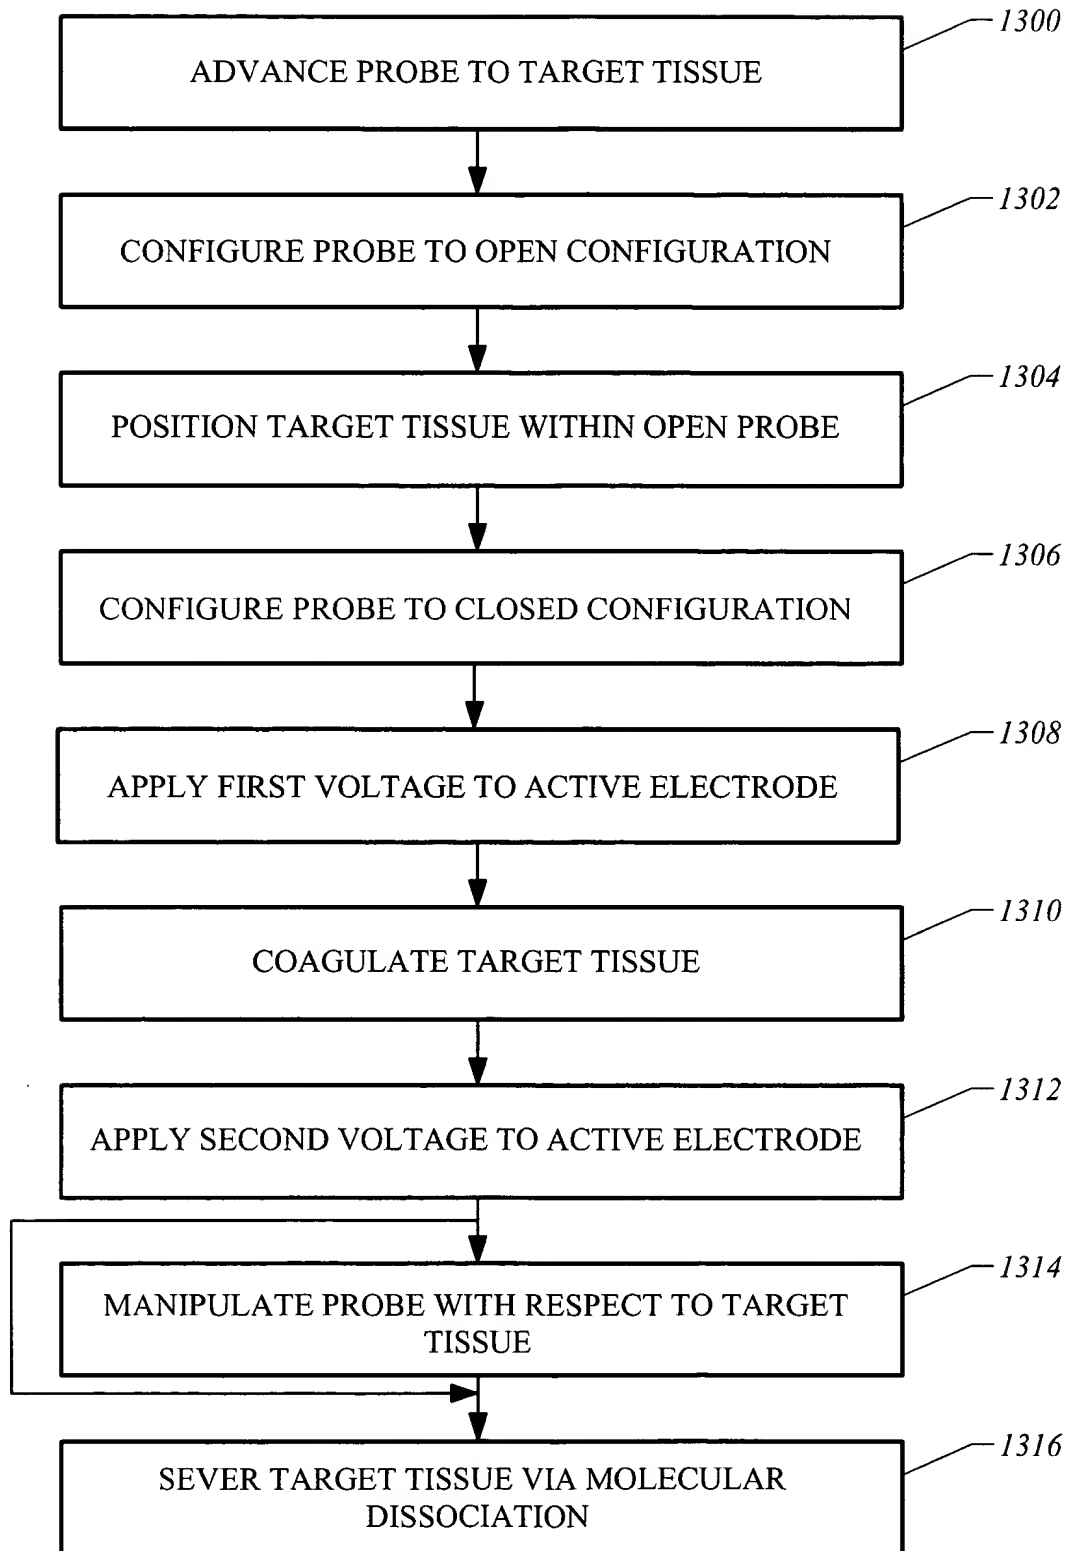 1300
ADVANCE PROBE TO TARGET TISSUE
1302
CONFIGURE PROBE TO OPEN CONFIGURATION
1304
POSITION TARGET TISSUE WITHIN OPEN PROBE
1306
CONFIGURE PROBE TO CLOSED CONFIGURATION
1308
APPLY FIRST VOLTAGE TO ACTIVE ELECTRODE
1310
COAGULATE TARGET TISSUE
1312
APPLY SECOND VOLTAGE TO ACTIVE ELECTRODE
1314
MANIPULATE PROBE WITH RESPECT TO TARGET
TISSUE
1316
SEVER TARGET TISSUE VIA MOLECULAR
DISSOCIATION